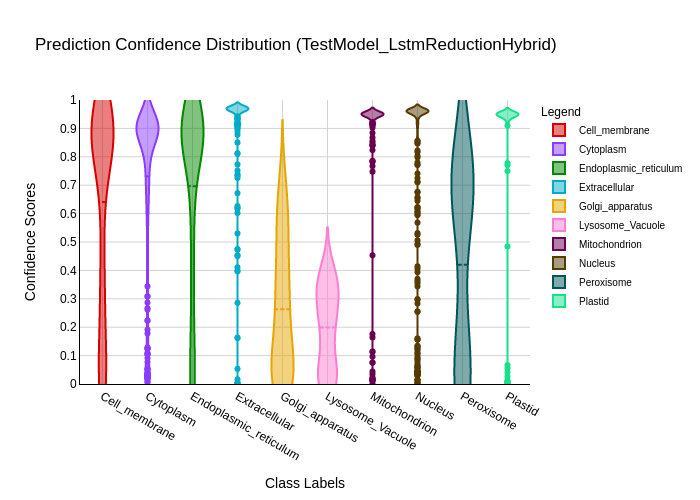 Prediction Confidence Distribution (TestModel_LstmReductionHybrid)
Confidence Scores
1
0.9
0.8
0.7
0.6
0.5
0.4
0.3
0.2
0.1
0
Cell_membrane
Cytoplasm
Endoplasmic_reticulum
Extracellular
Golgi_apparatus
Lysosome_Vacuole
Mitochondrion
Nucleus
Peroxisome
Plastid
Class Labels
Legend
Cell_membrane
Cytoplasm
Endoplasmic_reticulum
Extracellular
Golgi_apparatus
Lysosome_Vacuole
Mitochondrion
Nucleus
Peroxisome
Plastid